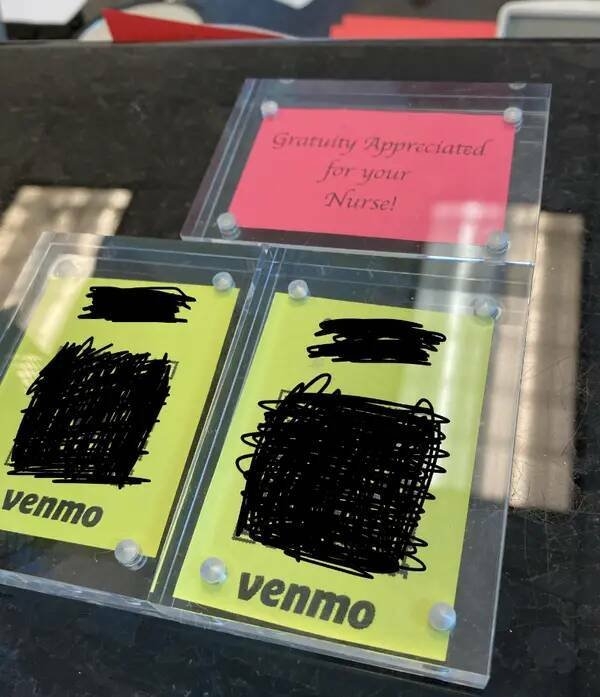 Gratuity Appreciated
for your
Nurse!
venmo
venmo